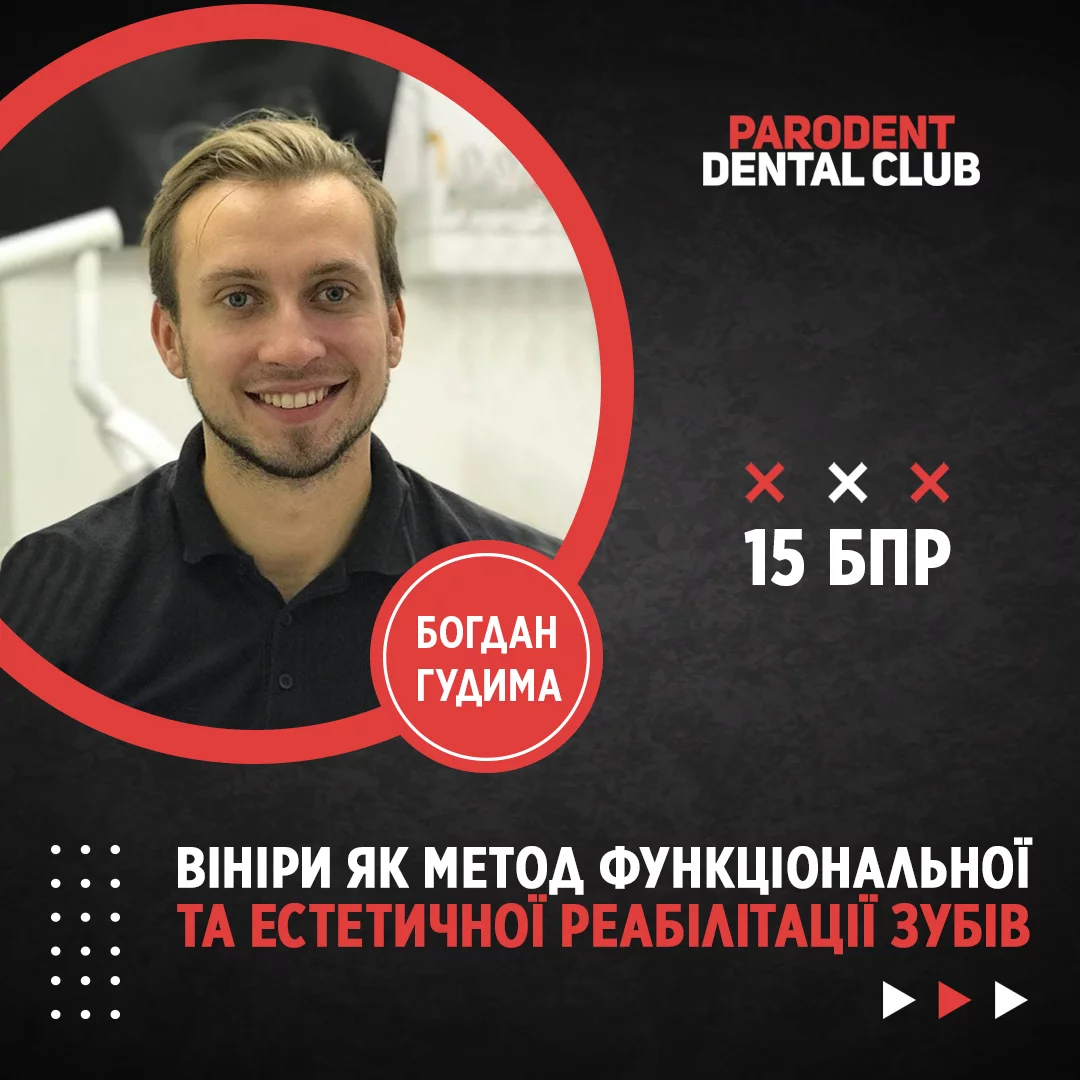 PARODENT
DENTAL CLUB
15 БПР
БОГДАН
ГУДИМА
ВІНІРИ ЯК МЕТОД ФУНКЦІОНАЛЬНОЇ
ТА ЕСТЕТИЧНОЇ РЕАБІЛІТАЦІЇ ЗУБІВ